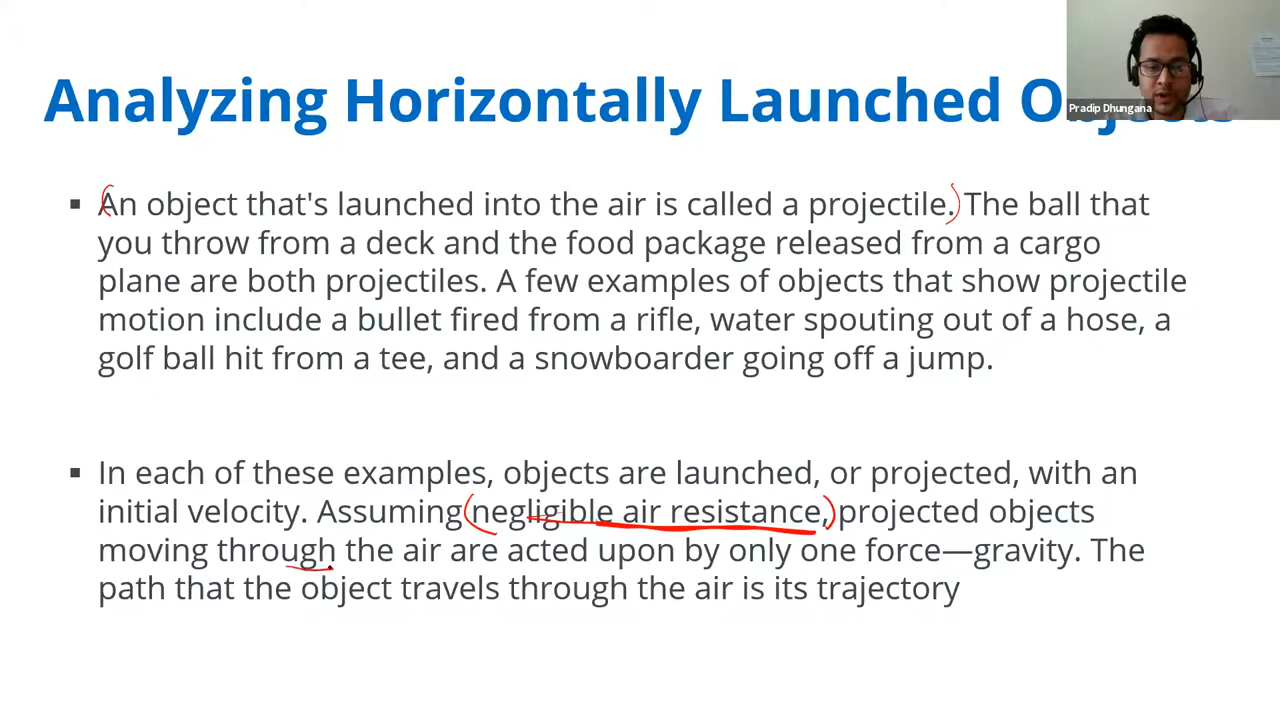 Analyzing Horizontally Launched Objects
Pradip Dhungana
▪ An object that's launched into the air is called a projectile. The ball that
you throw from a deck and the food package released from a cargo
plane are both projectiles. A few examples of objects that show projectile
motion include a bullet fired from a rifle, water spouting out of a hose, a
golf ball hit from a tee, and a snowboarder going off a jump.
▪ In each of these examples, objects are launched, or projected, with an
initial velocity. Assuming negligible air resistance, projected objects
moving through the air are acted upon by only one force—gravity. The
path that the object travels through the air is its trajectory